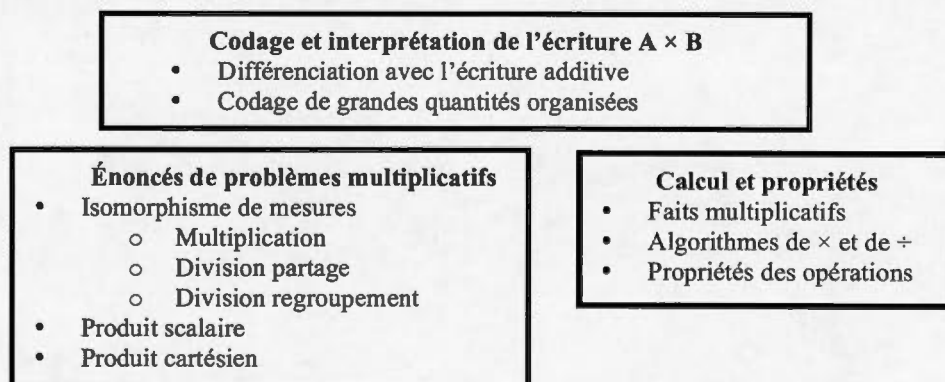 Codage et interprétation de l'écriture A × B
• Différenciation avec l'écriture additive
• Codage de grandes quantités organisées
Énoncés de problèmes multiplicatifs
• Isomorphisme de mesures
o Multiplication
o Division partage
o Division regroupement
• Produit scalaire
• Produit cartésien
Calcul et propriétés
• Faits multiplicatifs
• Algorithmes de × et de ÷
• Propriétés des opérations